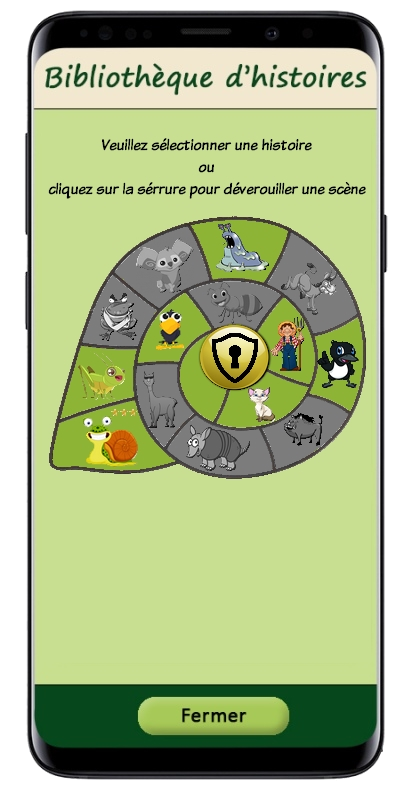 Bibliothèque d'histoires
Veuillez sélectionner une histoire
ou
cliquez sur la sérrure pour déverouiller une scène
Fermer